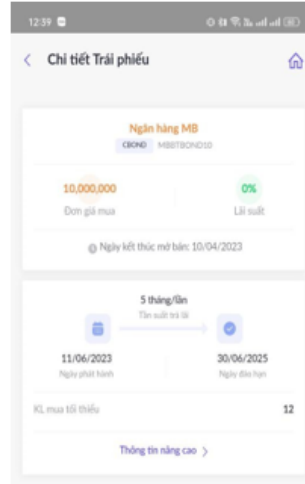 12:39
Chi tiết Trái phiếu
Ngân hàng MB
CBOND MBBTBOND10
10,000,000 0%
Đơn giá mua Lãi suất
Ngày kết thúc mở bán: 10/04/2023
5 tháng/lần
Tần suất trả lãi
11/06/2023 30/06/2025
Ngày phát hành Ngày đáo hạn
KL mua tối thiểu 12
Thông tin nâng cao